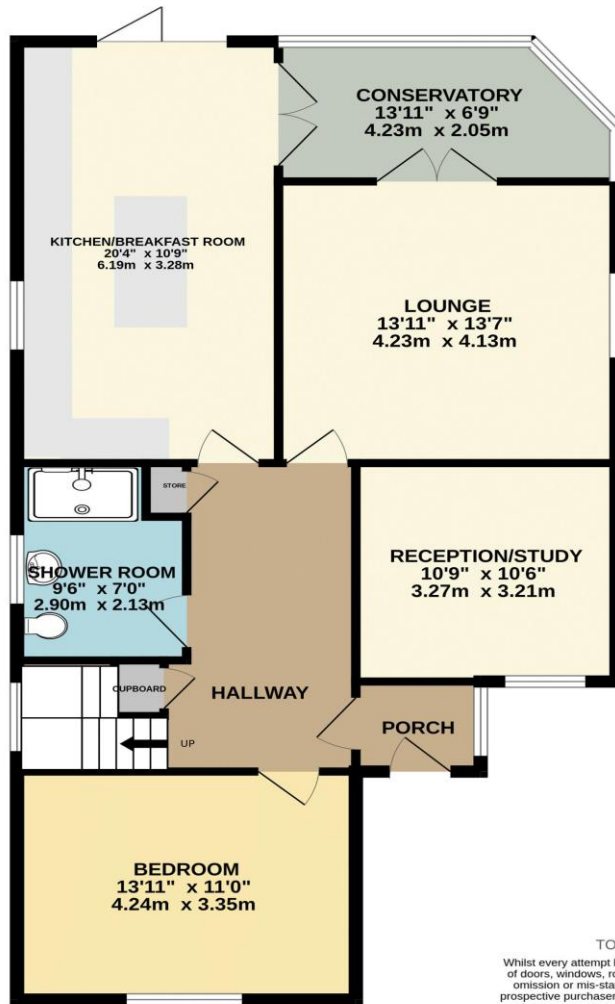 CONSERVATORY
13'11" x 6'9"
4.23m x 2.05m
KITCHEN/BREAKFAST ROOM
20'4" x 10'9"
6.19m x 3.28m
LOUNGE
13'11" x 13'7"
4.23m x 4.13m
STORE
SHOWER ROOM
9'6" x 7'0"
2.90m x 2.13m
RECEPTION/STUDY
10'9" x 10'6"
3.27m x 3.21m
CUPBOARD
HALLWAY
PORCH
UP
BEDROOM
13'11" x 11'0"
4.24m x 3.35m
TO
Whilst every attempt
of doors, windows,
omission or
prospective